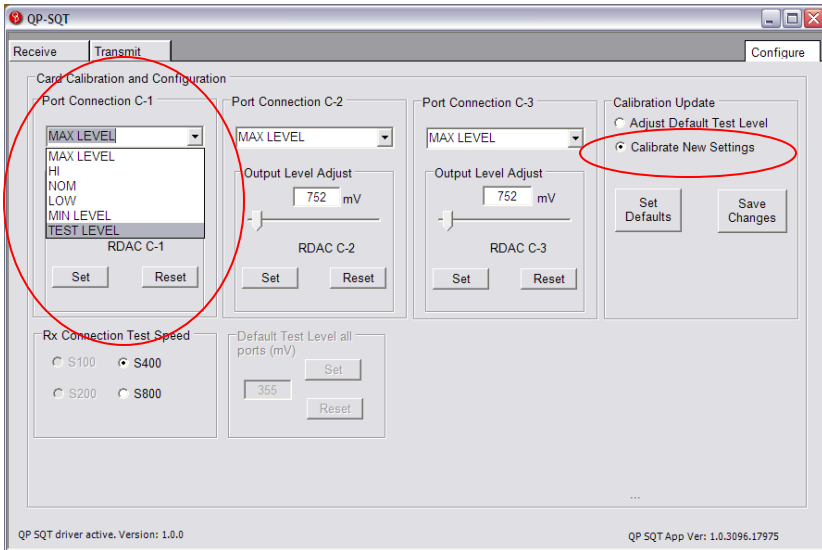 QP-SQT
Receive
Transmit
Configure
Card Calibration and Configuration
Port Connection C-1
MAX LEVEL
MAX LEVEL
HI
NOM
LOW
MIN LEVEL
TEST LEVEL
RDAC C-1
Set
Reset
Port Connection C-2
MAX LEVEL
Output Level Adjust
752 mV
RDAC C-2
Set
Reset
Port Connection C-3
MAX LEVEL
Output Level Adjust
752 mV
RDAC C-3
Set
Reset
Calibration Update
Adjust Default Test Level
Calibrate New Settings
Set
Defaults
Save
Changes
Rx Connection Test Speed
S100
S400
S200
S800
Default Test Level all
ports (mV)
355
Set
Reset
...
QP SQT driver active. Version: 1.0.0
QP SQT App Ver: 1.0.3096.17975